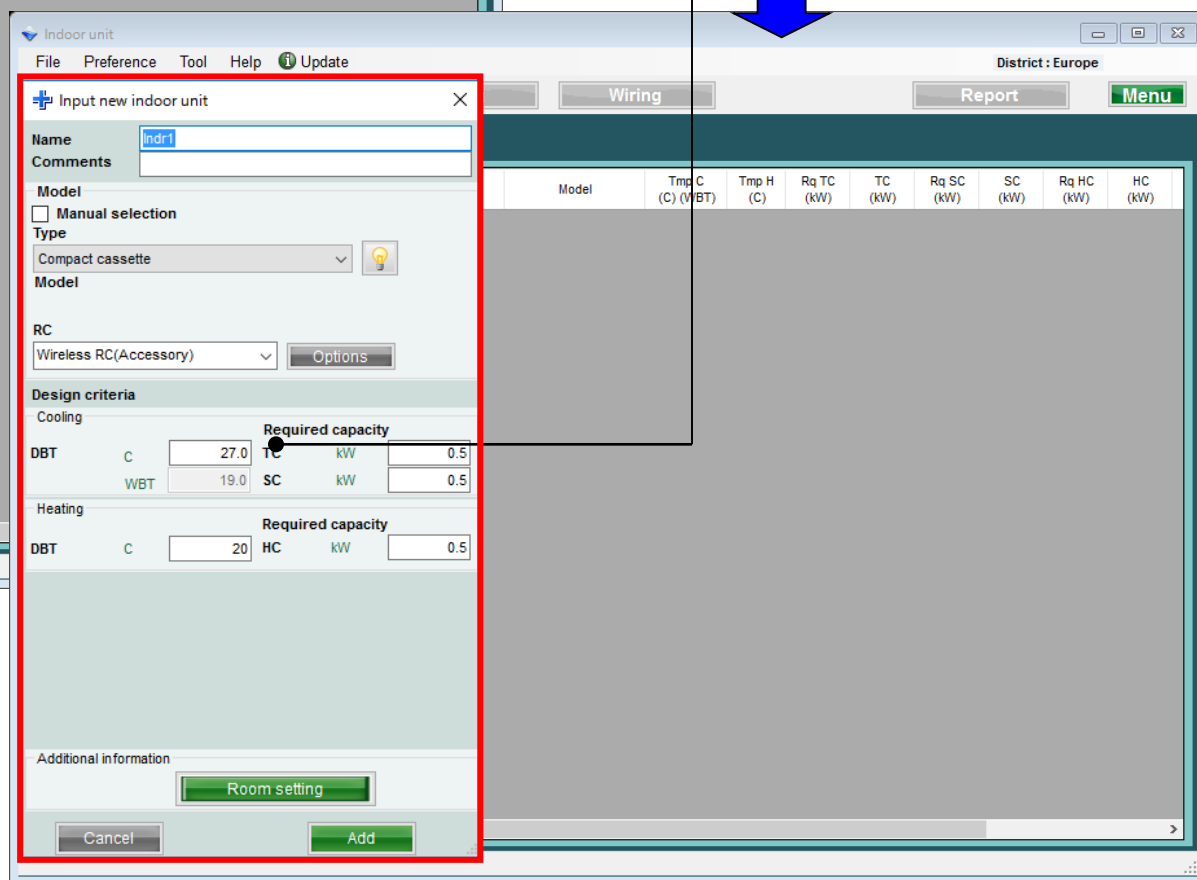 Indoor unit
File Preference Tool Help Update District : Europe
Input new indoor unit
Wiring Report Menu
Name Indr1
Comments
Model
Manual selection
Type
Compact cassette
Model
RC
Wireless RC(Accessory) Options
Model Tmp C Tmp H Rq TC TC Rq SC SC Rq HC HC
(C) (WBT) (C) (kW) (kW) (kW) (kW) (kW) (kW)
Design criteria
Cooling
Required capacity
DBT C 27.0 TC kW 0.5
WBT 19.0 SC kW 0.5
Heating
Required capacity
DBT C 20 HC kW 0.5
Additional information
Room setting
Cancel Add